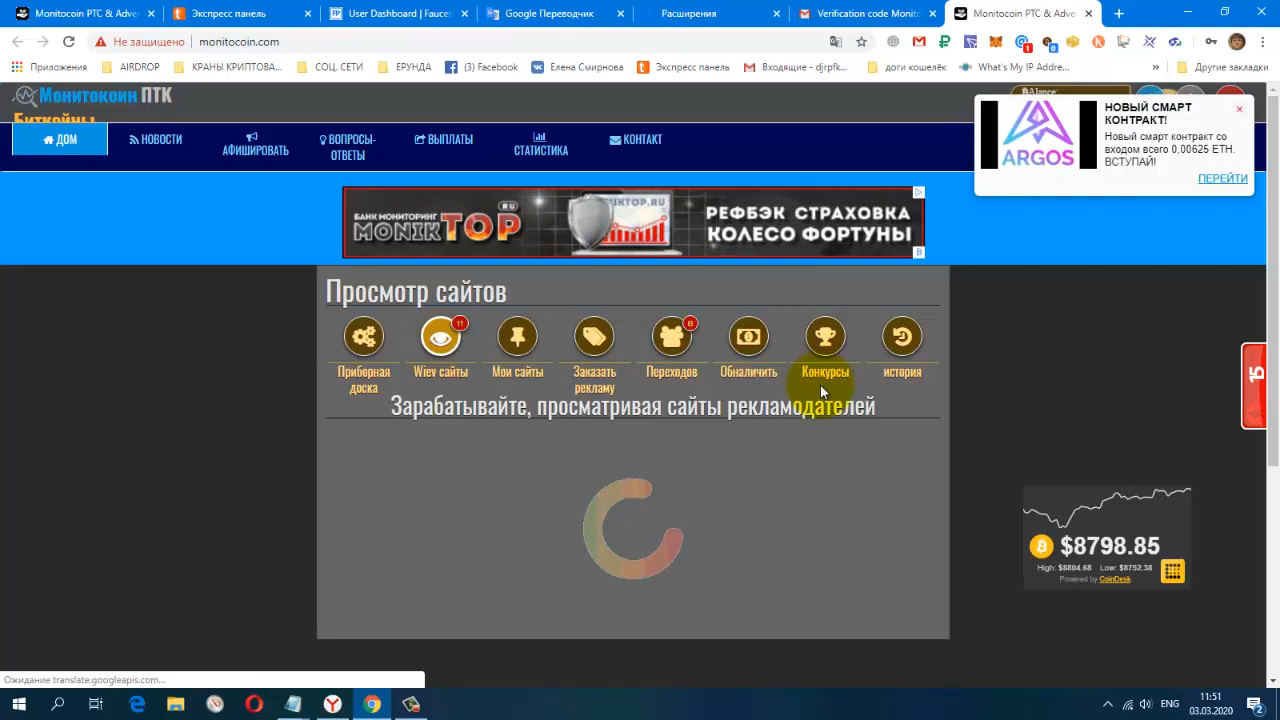 Monitocoin PTC & Adve
Экспресс панель
User Dashboard | Faucet
Google Переводчик
Расширения
Verification code Monito
Monitocoin PTC & Adve
Не защищено
monitocoin.com
Приложения
AIRDROP
КРАНЫ КРИПТОВА...
СОЦ. СЕТИ
ЕРУНДА
(3) Facebook
Елена Смирнова
Экспресс панель
Входящие - djrpfk...
доги кошелёк
What's My IP Addre...
»
Другие закладки
Монитокоин ПТК
Биткойны
Balance:
ДОМ
НОВОСТИ
АФИШИРОВАТЬ
ВОПРОСЫ-
ОТВЕТЫ
ВЫПЛАТЫ
СТАТИСТИКА
КОНТАКТ
НОВЫЙ СМАРТ
КОНТРАКТ!
Новый смарт контракт со
входом всего 0,00625 ETH.
ВСТУПАЙ!
ПЕРЕЙТИ
ARGOS
БАНК МОНИТОРИНГ
MONIKTOP
.RU
РЕФБЭК СТРАХОВКА
КОЛЕСО ФОРТУНЫ
Просмотр сайтов
11
8
Приборная
доска
Wiev сайты
Мои сайты
Заказать
рекламу
Переходов
Обналичить
Конкурсы
история
Зарабатывайте, просматривая сайты рекламодателей
15
$8798.85
High: $8804.68 Low: $8752.38
Powered by CoinDesk
Ожидание translate.googleapis.com...
ENG
11:51
03.03.2020
2